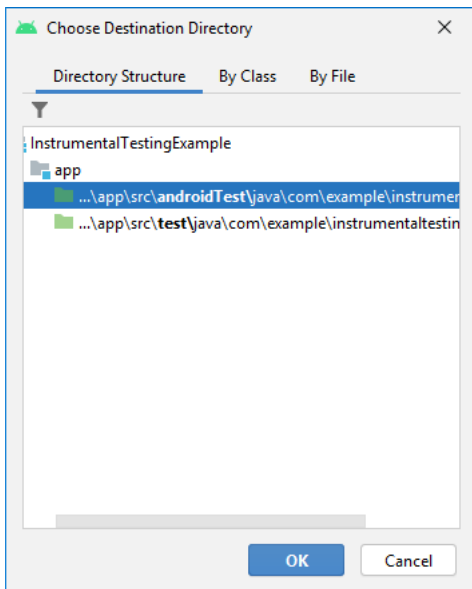 Choose Destination Directory
Directory Structure By Class By File
InstrumentalTestingExample
app
...\app\src\androidTest\java\com\example\instrumen
...\app\src\test\java\com\example\instrumentaltestin
OK Cancel